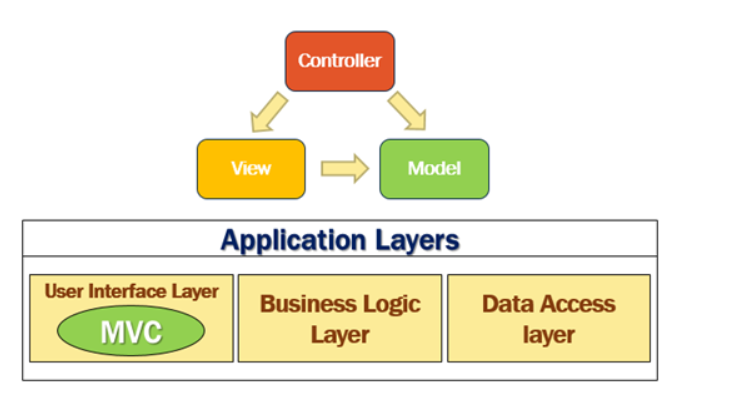 Controller
View
Model
Application Layers
User Interface Layer
MVC
Business Logic
Layer
Data Access
layer